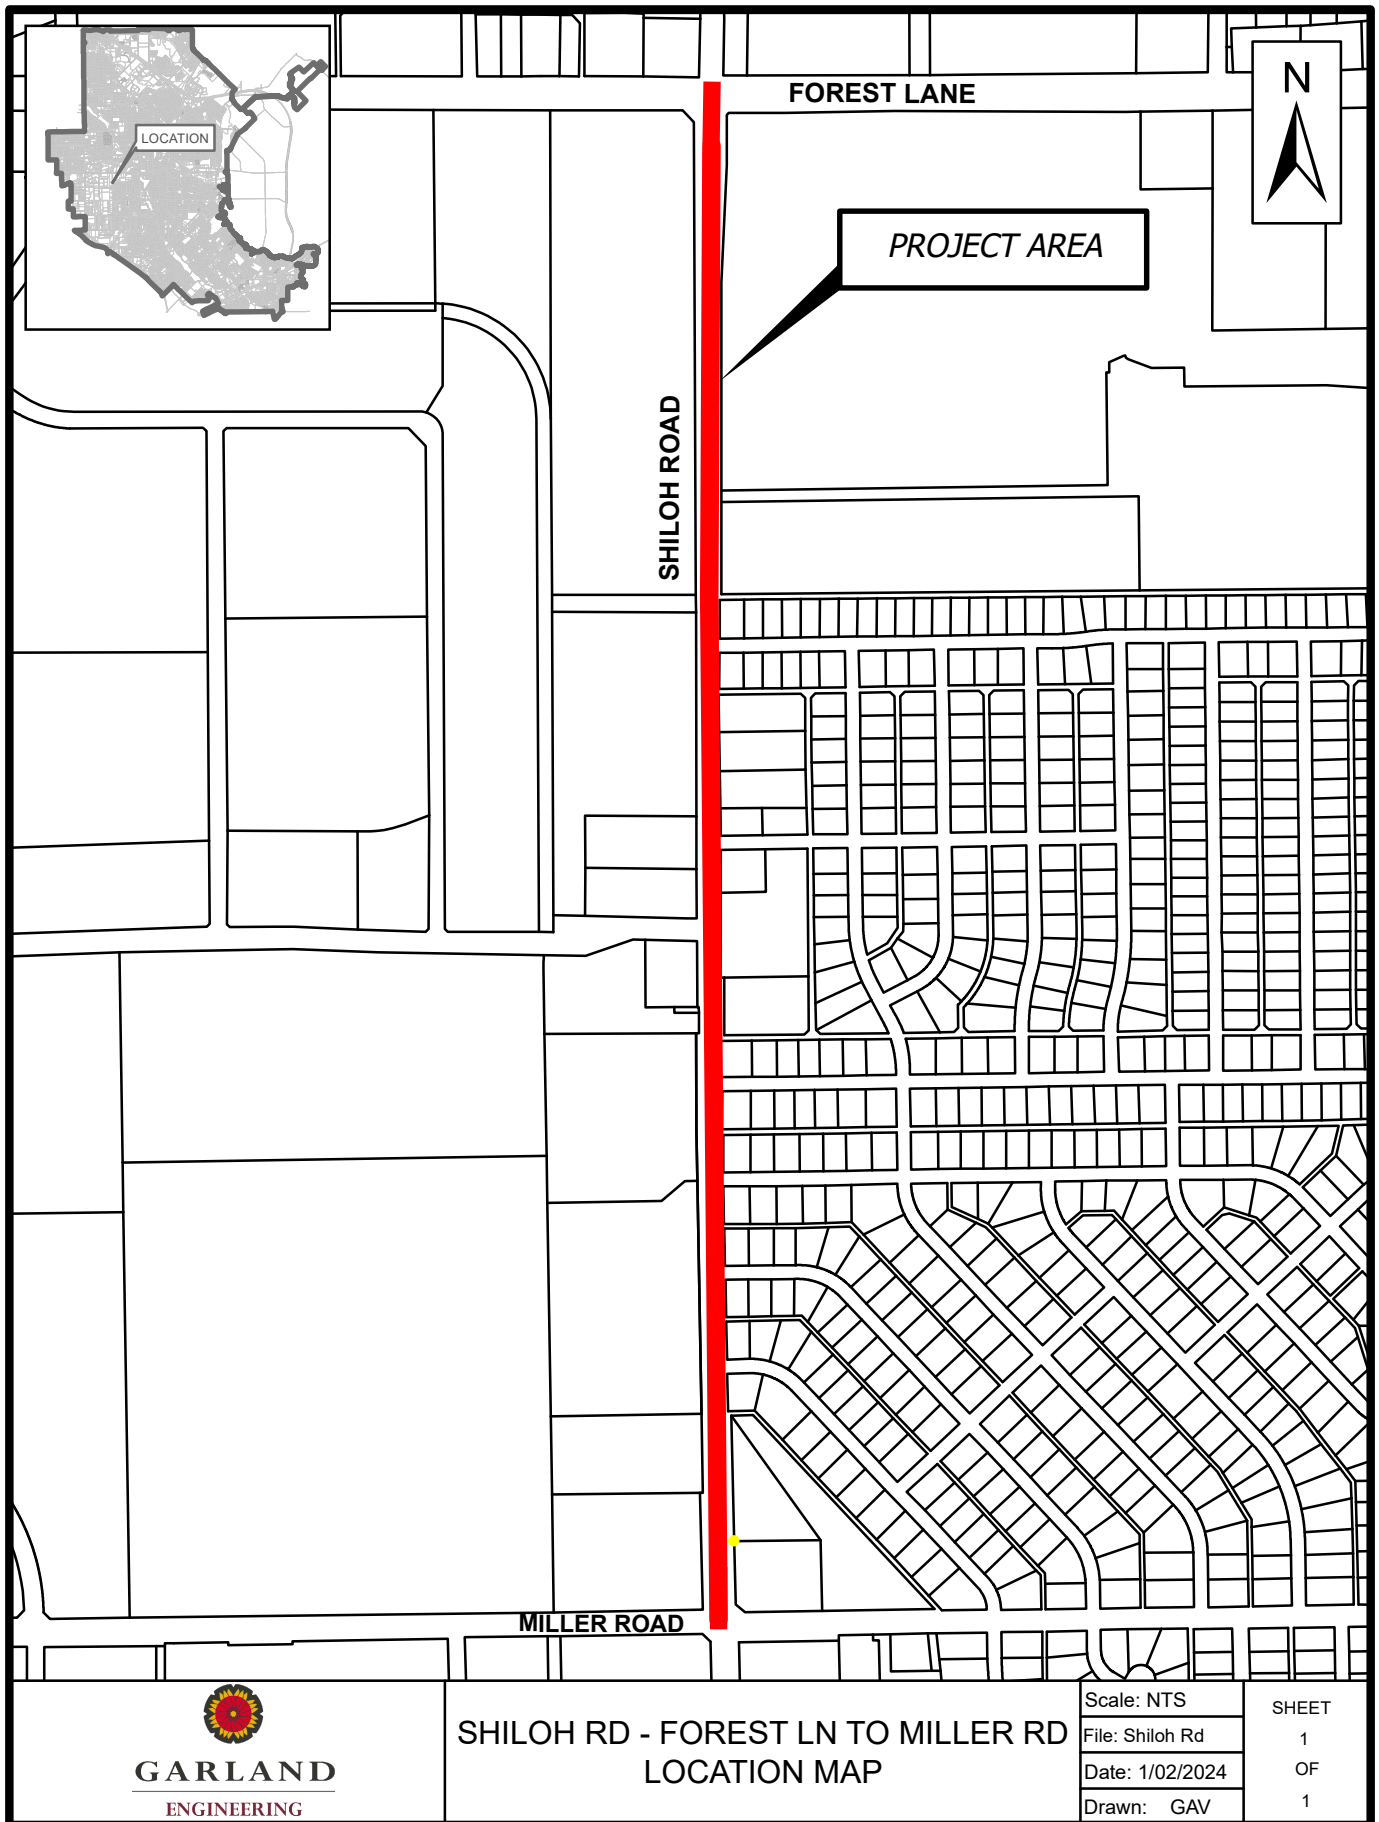 FOREST LANE
N
LOCATION
PROJECT AREA
SHILOH ROAD
MILLER ROAD
GARLAND
ENGINEERING
SHILOH RD - FOREST LN TO MILLER RD
LOCATION MAP
Scale: NTS
File: Shiloh Rd
Date: 1/02/2024
Drawn: GAV
SHEET
1
OF
1